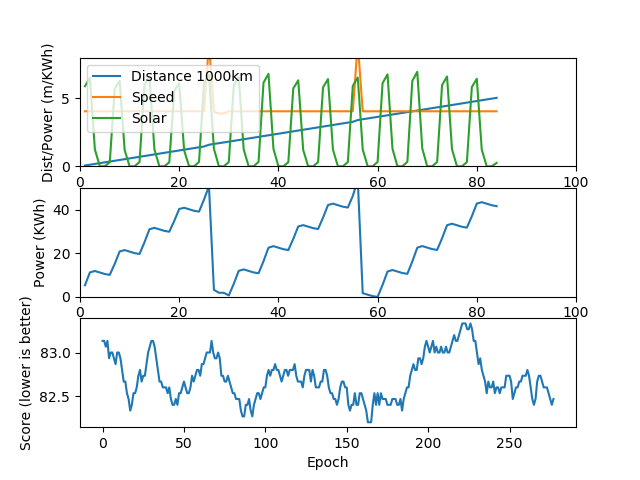 Dist/Power (m/KWh)
5
0
Distance 1000km
Speed
Solar
0 20 40 60 80 100
Power (KWh)
40
20
0
0 20 40 60 80 100
Score (lower is better)
83.0
82.5
0 50 100 150 200 250
Epoch